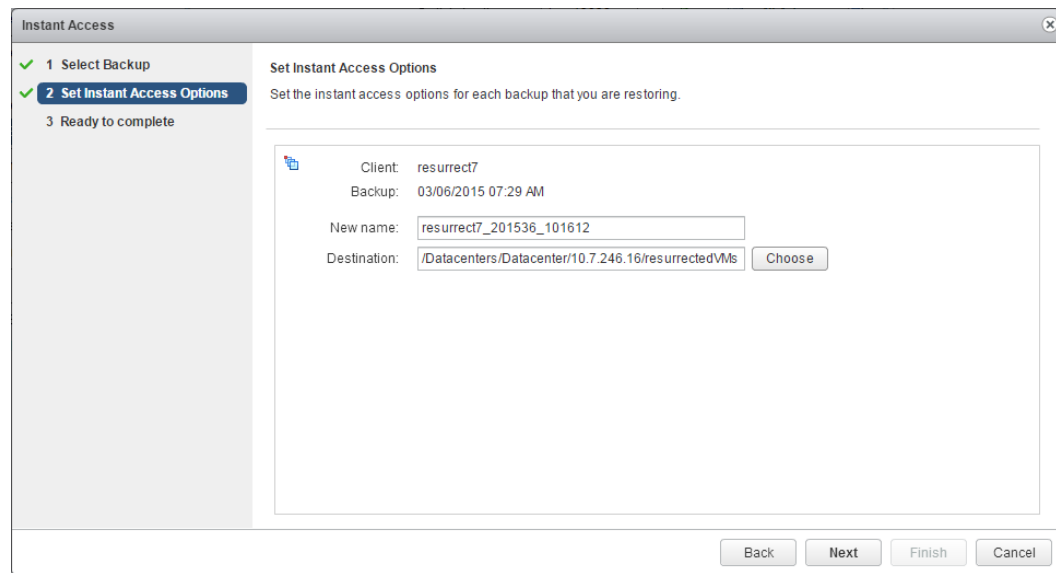 Instant Access
1 Select Backup
2 Set Instant Access Options
3 Ready to complete
Set Instant Access Options
Set the instant access options for each backup that you are restoring.
Client: resurrect7
Backup: 03/06/2015 07:29 AM
New name: resurrect7_201536_101612
Destination: /Datacenters/Datacenter/10.7.246.16/resurrectedVMs Choose
Back Next Finish Cancel